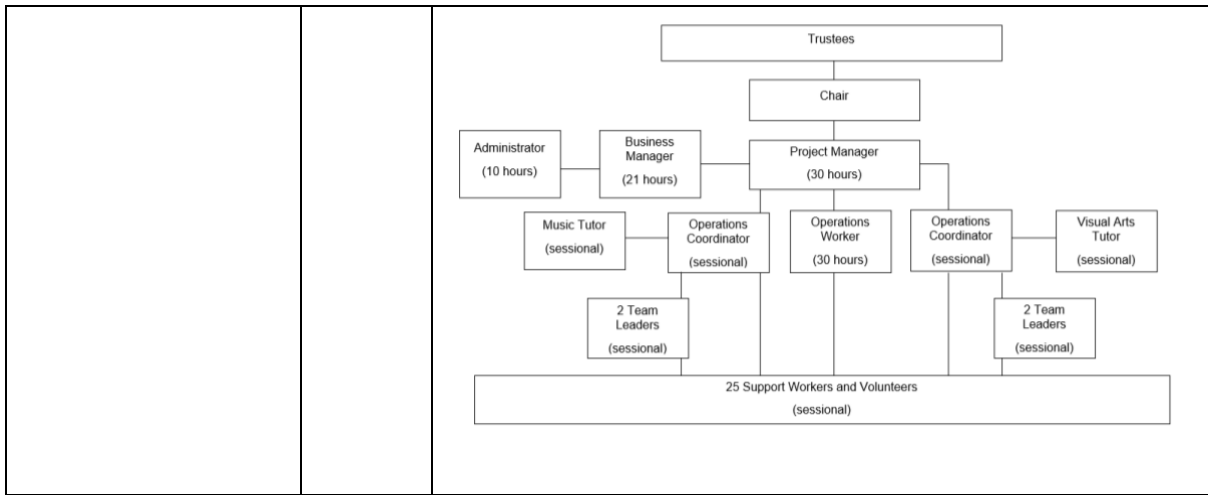 Trustees
Chair
Administrator
(10 hours)
Business
Manager
(21 hours)
Project Manager
(30 hours)
Music Tutor
(sessional)
Operations
Coordinator
(sessional)
Operations
Worker
(30 hours)
Operations
Coordinator
(sessional)
Visual Arts
Tutor
(sessional)
2 Team
Leaders
(sessional)
2 Team
Leaders
(sessional)
25 Support Workers and Volunteers
(sessional)